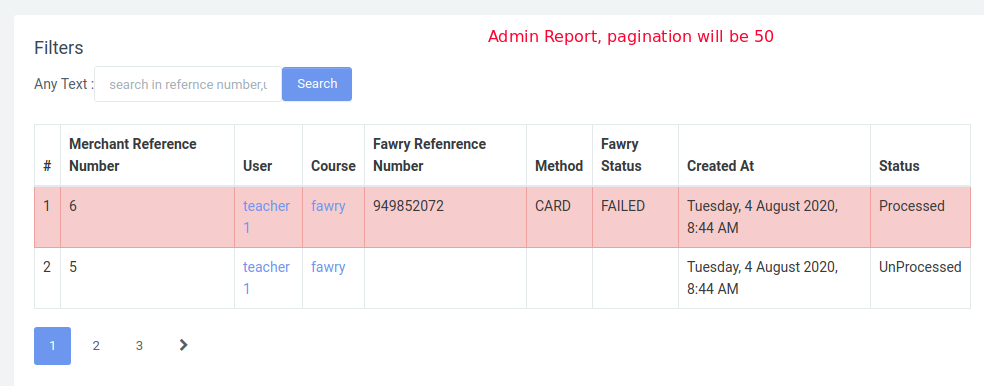 Admin Report, pagination will be 50
Filters
Any Text : search in refernce number,u Search
# Merchant Reference Number User Course Fawry Refenrence Number Method Fawry Status Created At Status
1 6 teacher 1 fawry 949852072 CARD FAILED Tuesday, 4 August 2020, 8:44 AM Processed
2 5 teacher 1 fawry Tuesday, 4 August 2020, 8:44 AM UnProcessed
1 2 3